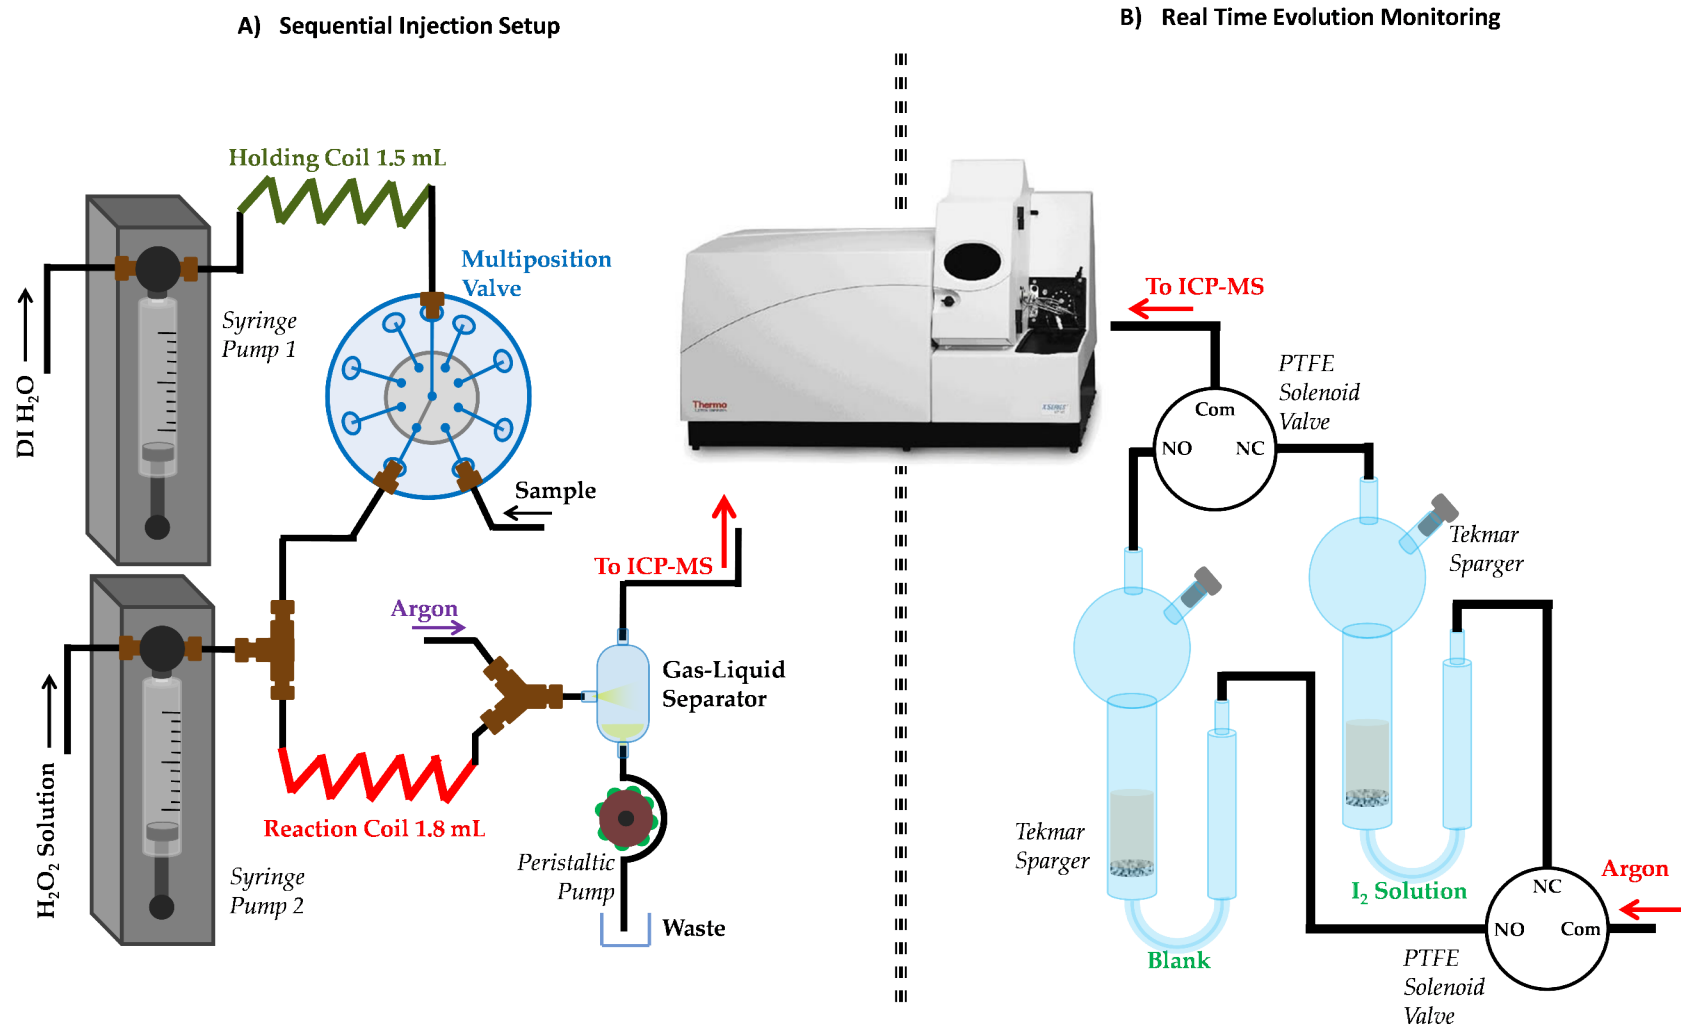 A) Sequential Injection Setup
B) Real Time Evolution Monitoring
Holding Coil 1.5 mL
Multiposition
Valve
Syringe
Pump 1
DI H₂O
Sample
To ICP-MS
Argon
Gas-Liquid
Separator
H₂O₂ Solution
Reaction Coil 1.8 mL
Syringe
Pump 2
Peristaltic
Pump
Waste
Thermo
To ICP-MS
PTFE
Solenoid
Valve
Com
NO
NC
Tekmar
Sparger
Tekmar
Sparger
I₂ Solution
Blank
Argon
NC
NO
Com
PTFE
Solenoid
Valve